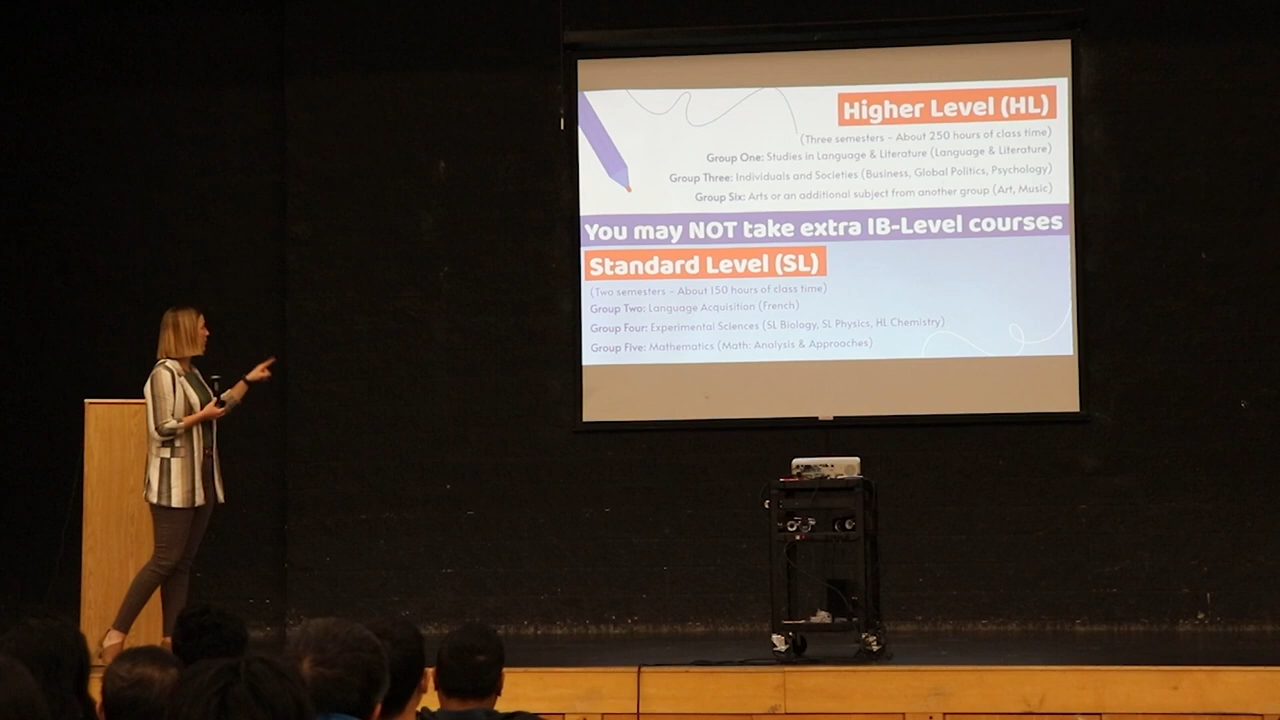 Higher Level (HL)
(Three semesters - About 250 hours of class time)
Group One: Studies in Language & Literature (Language & Literature)
Group Three: Individuals and Societies (Business, Global Politics, Psychology)
Group Six: Arts or an additional subject from another group (Art, Music)
You may NOT take extra IB-Level courses
Standard Level (SL)
(Two semesters - About 150 hours of class time)
Group Two: Language Acquisition (French)
Group Four: Experimental Sciences (SL Biology, SL Physics, HL Chemistry)
Group Five: Mathematics (Math: Analysis & Approaches)